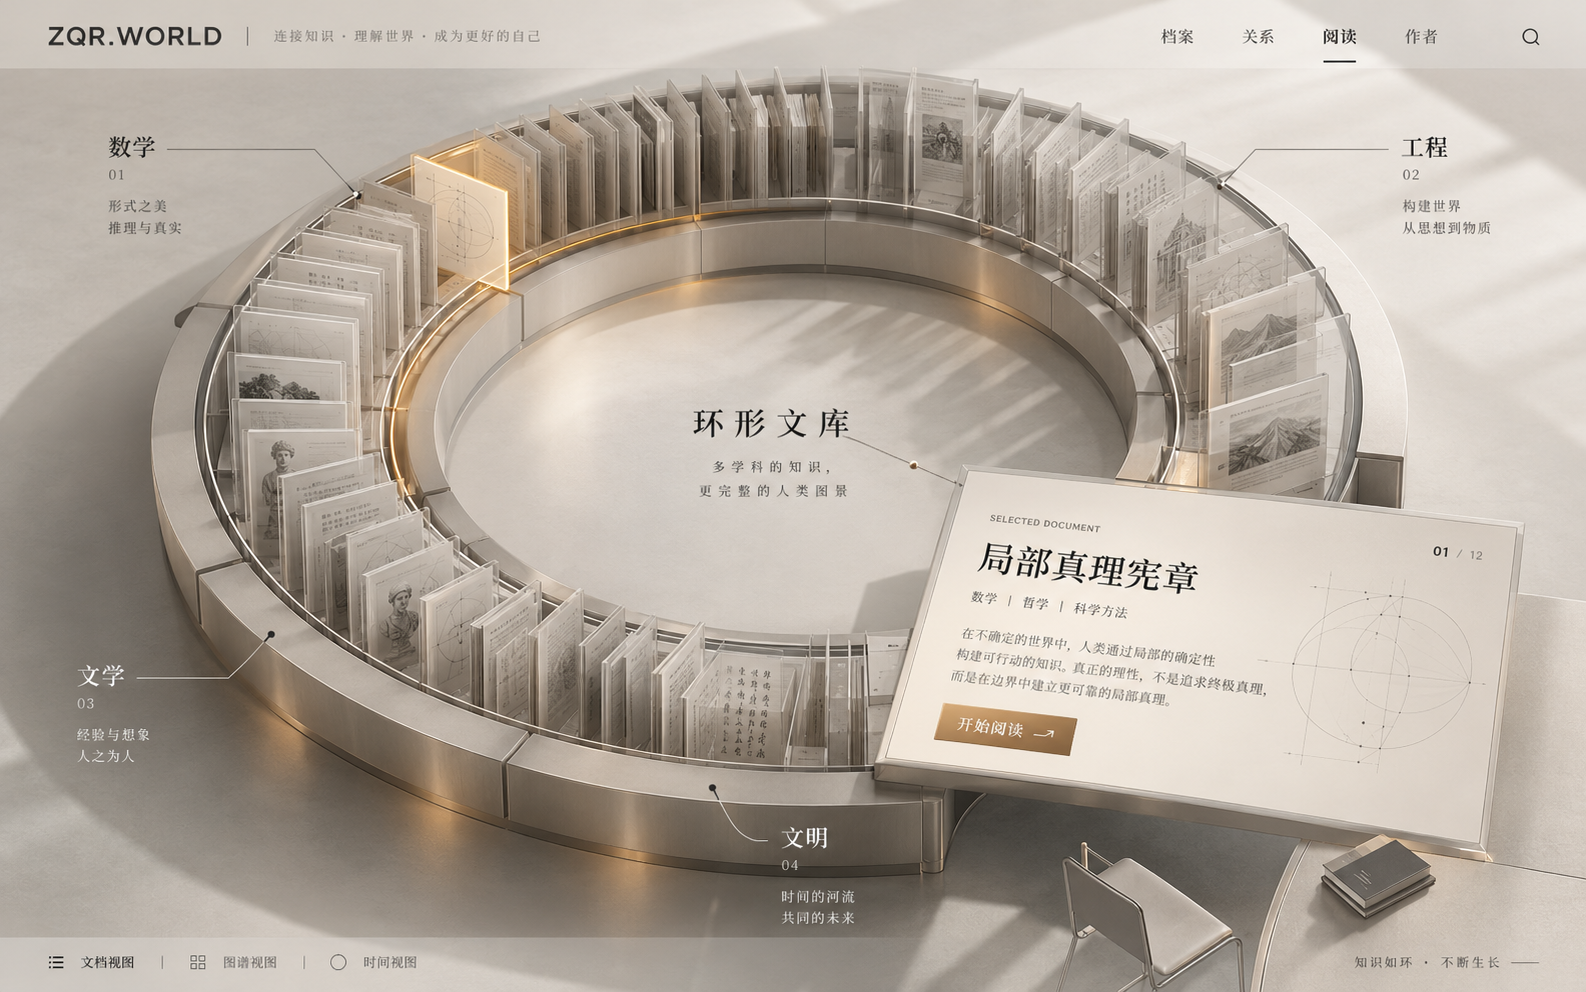 ZQR.WORLD
连接知识 · 理解世界 · 成为更好的自己
档案
关系
阅读
作者
数学
01
形式之美
推理与真实
工程
02
构建世界
从思想到物质
环形文库
多学科的知识，
更完整的人类图景
SELECTED DOCUMENT
01 / 12
局部真理宪章
数学 | 哲学 | 科学方法
在不确定的世界中，人类通过局部的确定性
构建可行动的知识。真正的理性，不是追求终极真理，
而是在边界中建立更可靠的局部真理。
开始阅读
文学
03
经验与想象
人之为人
文明
04
时间的河流
共同的未来
文档视图
图谱视图
时间视图
知识如环 · 不断生长